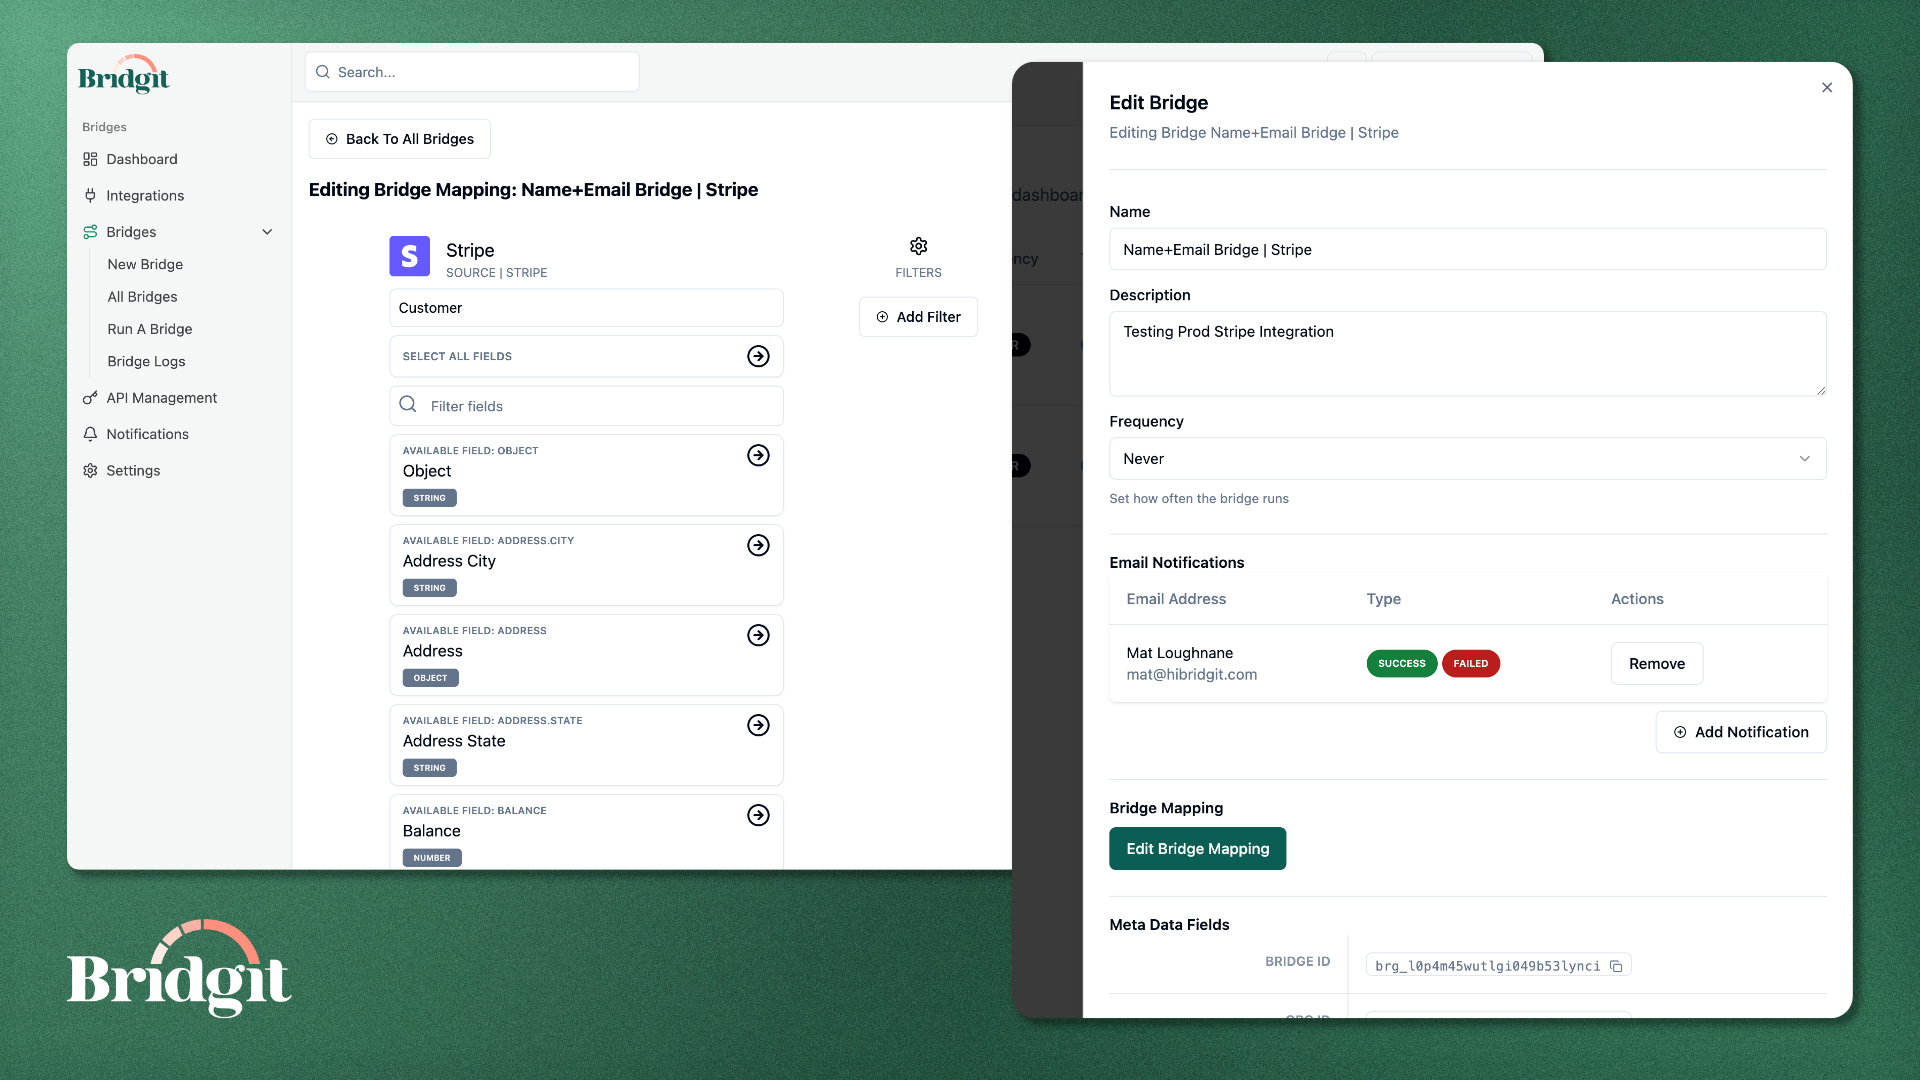 Bridgit
Search...
Bridges
Dashboard
Integrations
Bridges
New Bridge
All Bridges
Run A Bridge
Bridge Logs
API Management
Notifications
Settings
Back To All Bridges
Editing Bridge Mapping: Name+Email Bridge | Stripe
S
Stripe
SOURCE | STRIPE
Customer
SELECT ALL FIELDS
Filter fields
AVAILABLE FIELD: OBJECT
Object
STRING
AVAILABLE FIELD: ADDRESS.CITY
Address City
STRING
AVAILABLE FIELD: ADDRESS
Address
OBJECT
AVAILABLE FIELD: ADDRESS.STATE
Address State
STRING
AVAILABLE FIELD: BALANCE
Balance
NUMBER
FILTERS
Add Filter
Edit Bridge
Editing Bridge Name+Email Bridge | Stripe
Name
Name+Email Bridge | Stripe
Description
Testing Prod Stripe Integration
Frequency
Never
Set how often the bridge runs
Email Notifications
Email Address Type Actions
Mat Loughnane
mat@hibridgit.com
SUCCESS FAILED
Remove
Add Notification
Bridge Mapping
Edit Bridge Mapping
Meta Data Fields
BRIDGE ID
brg_l0p4m45wutlgi049b53lynci
Bridgit